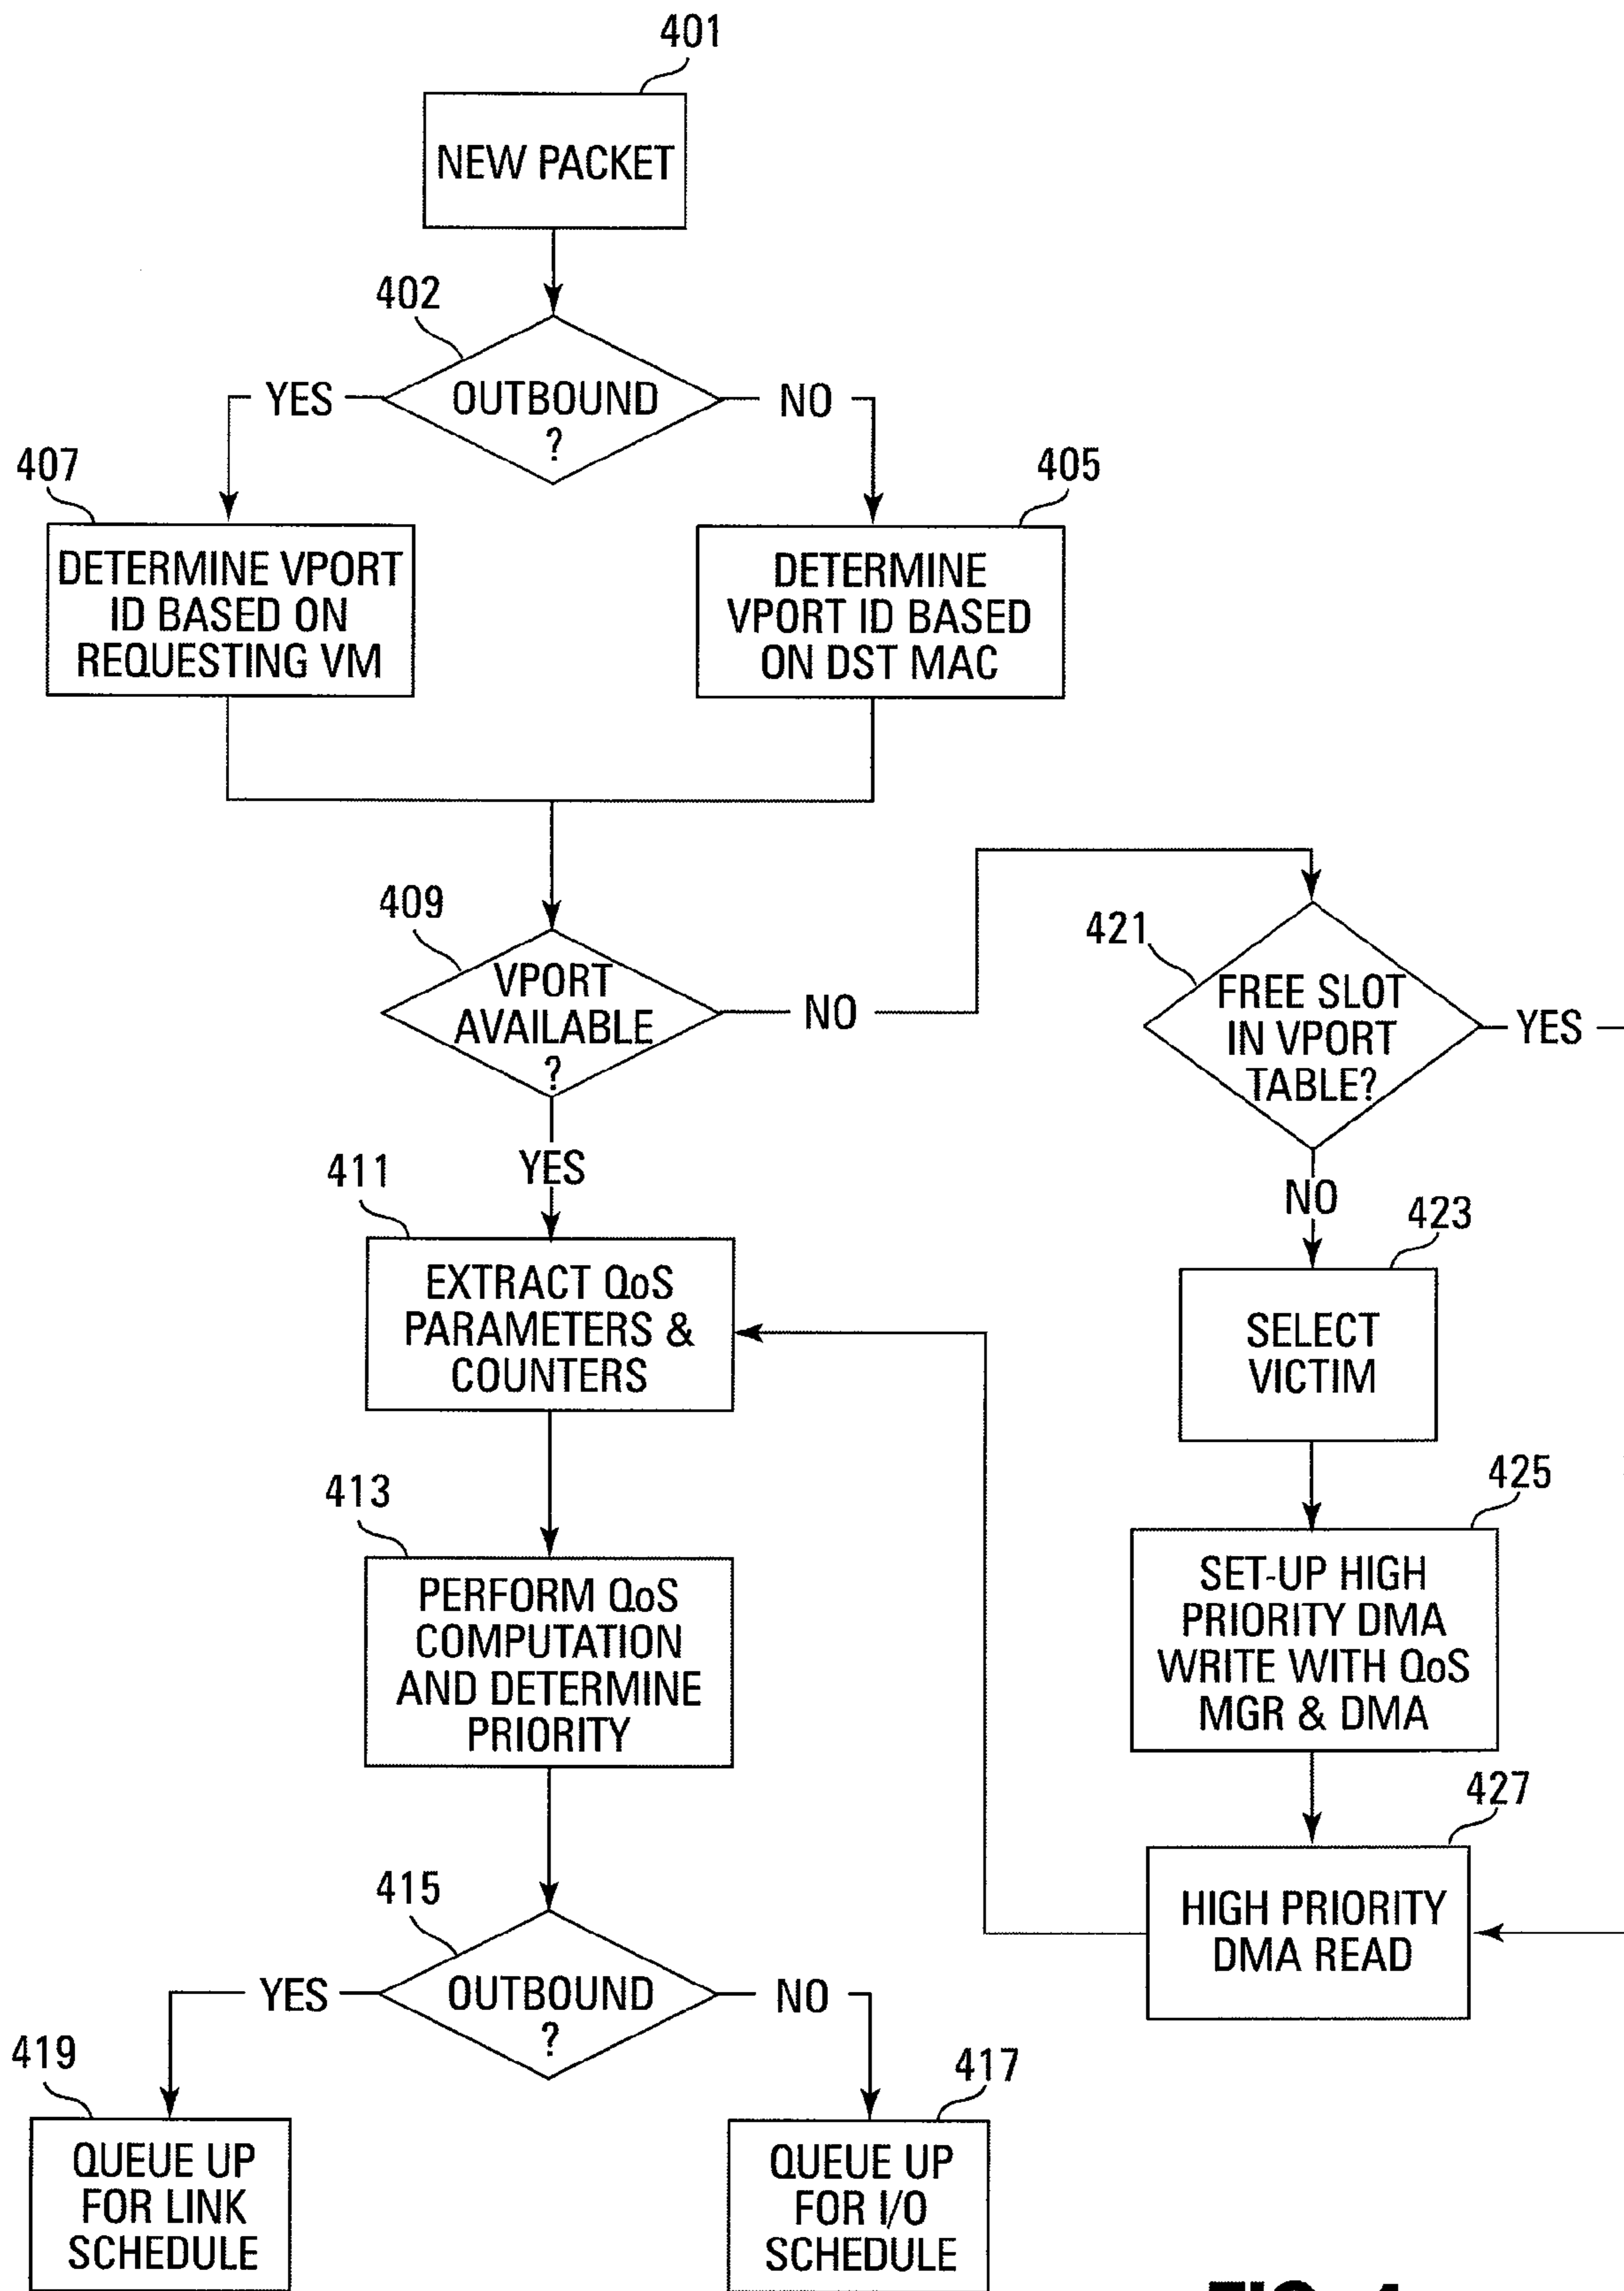 401
NEW PACKET
402
OUTBOUND
?
YES
NO
407
DETERMINE VPORT
ID BASED ON
REQUESTING VM
405
DETERMINE
VPORT ID BASED
ON DST MAC
409
VPORT
AVAILABLE
?
NO
YES
421
FREE SLOT
IN VPORT
TABLE?
YES
NO
411
EXTRACT QoS
PARAMETERS &
COUNTERS
423
SELECT
VICTIM
413
PERFORM QoS
COMPUTATION
AND DETERMINE
PRIORITY
425
SET-UP HIGH
PRIORITY DMA
WRITE WITH QoS
MGR & DMA
427
HIGH PRIORITY
DMA READ
415
OUTBOUND
?
YES
NO
419
QUEUE UP
FOR LINK
SCHEDULE
417
QUEUE UP
FOR I/O
SCHEDULE